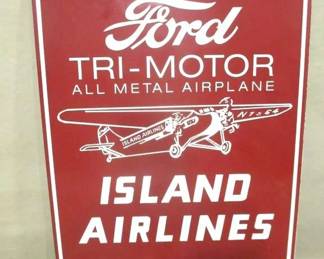 Ford
TRI-MOTOR
ALL METAL AIRPLANE
ISLAND AIRLINES
ISLAND
AIRLINES